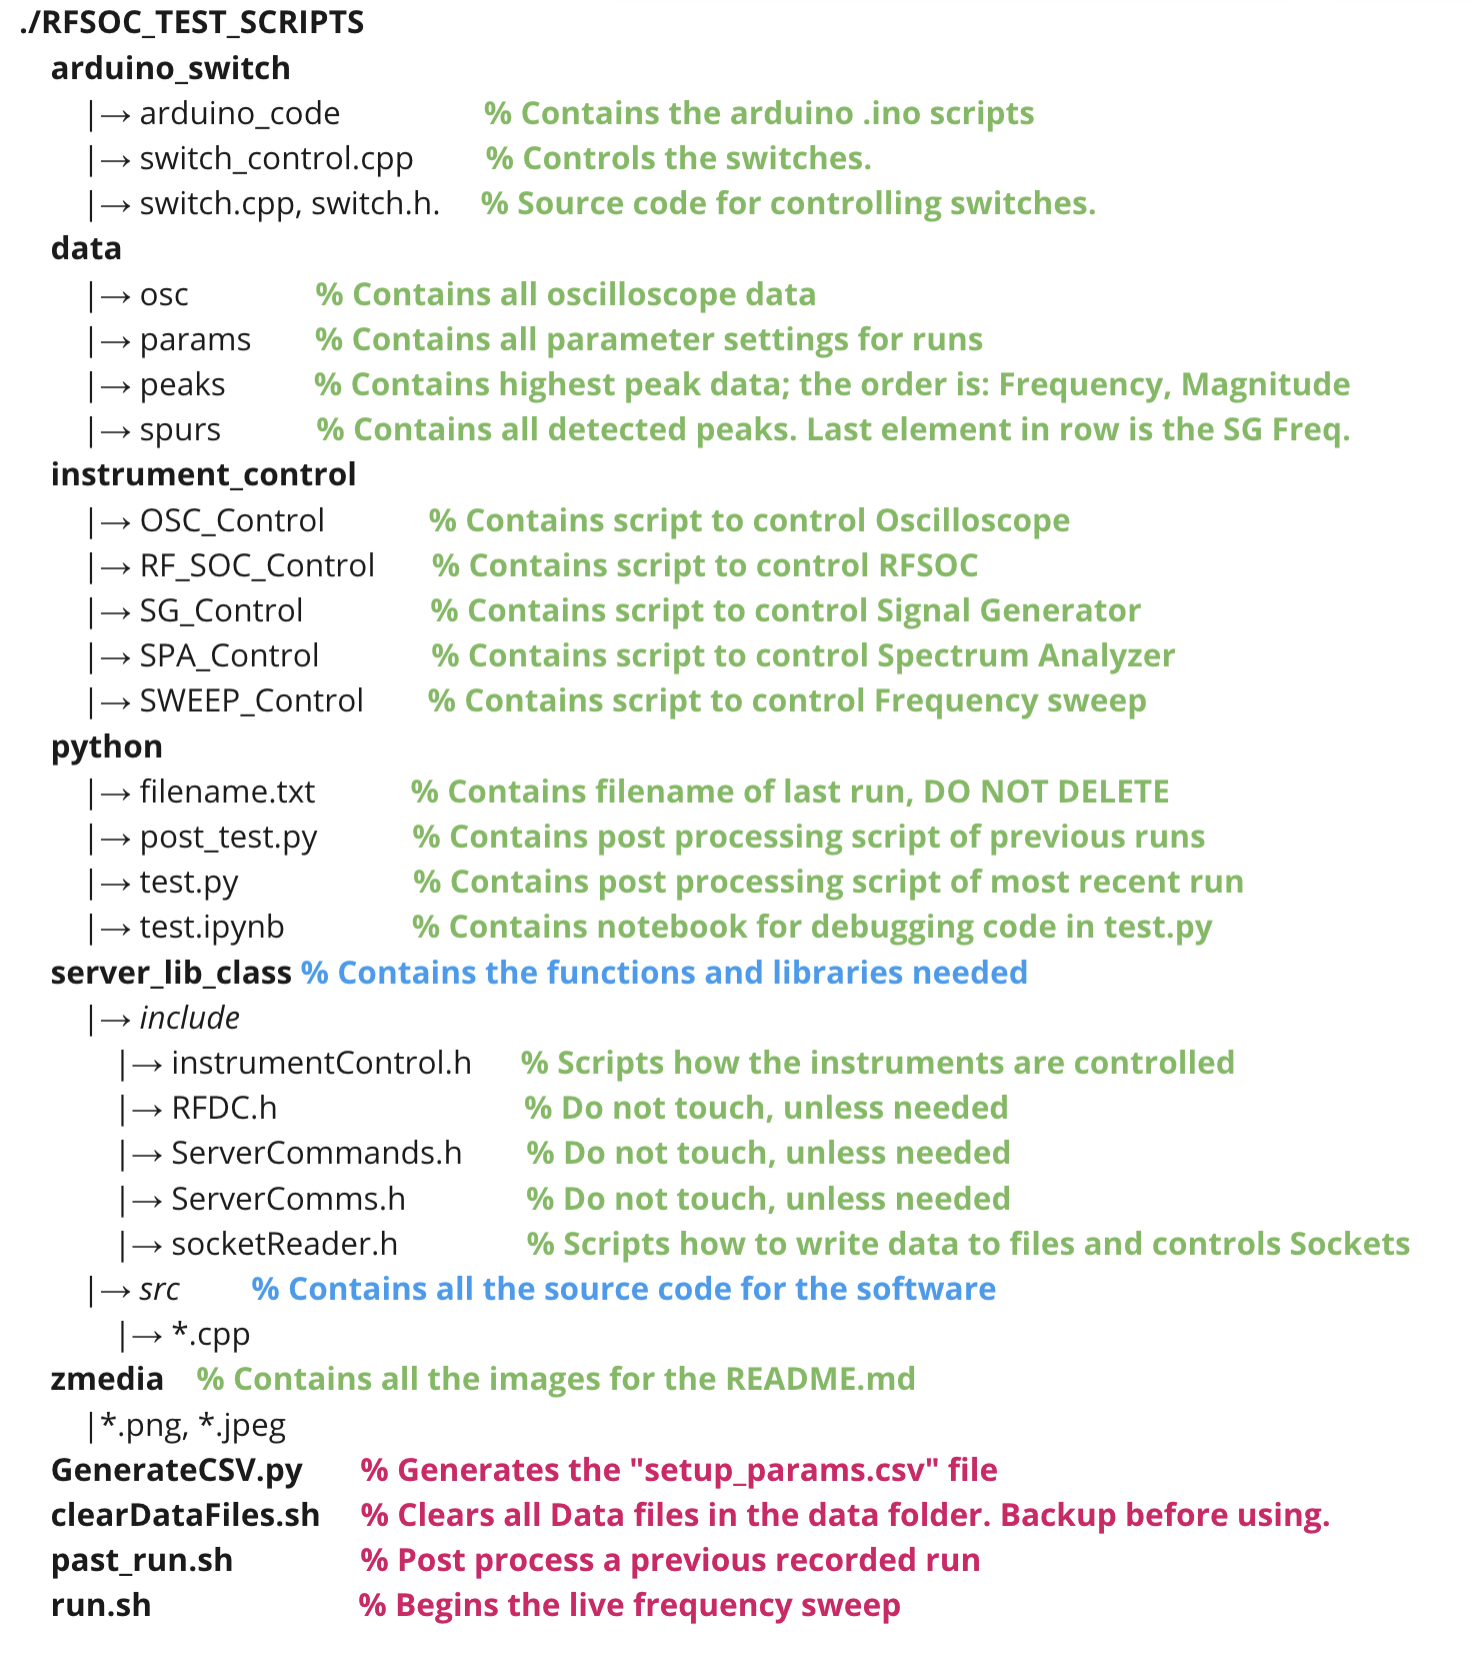 ./RFSOC_TEST_SCRIPTS
arduino_switch
|→ arduino_code % Contains the arduino .ino scripts
|→ switch_control.cpp % Controls the switches.
|→ switch.cpp, switch.h. % Source code for controlling switches.
data
|→ osc % Contains all oscilloscope data
|→ params % Contains all parameter settings for runs
|→ peaks % Contains highest peak data; the order is: Frequency, Magnitude
|→ spurs % Contains all detected peaks. Last element in row is the SG Freq.
instrument_control
|→ OSC_Control % Contains script to control Oscilloscope
|→ RF_SOC_Control % Contains script to control RFSOC
|→ SG_Control % Contains script to control Signal Generator
|→ SPA_Control % Contains script to control Spectrum Analyzer
|→ SWEEP_Control % Contains script to control Frequency sweep
python
|→ filename.txt % Contains filename of last run, DO NOT DELETE
|→ post_test.py % Contains post processing script of previous runs
|→ test.py % Contains post processing script of most recent run
|→ test.ipynb % Contains notebook for debugging code in test.py
server_lib_class % Contains the functions and libraries needed
|→ include
|→ instrumentControl.h % Scripts how the instruments are controlled
|→ RFDC.h % Do not touch, unless needed
|→ ServerCommands.h % Do not touch, unless needed
|→ ServerComms.h % Do not touch, unless needed
|→ socketReader.h % Scripts how to write data to files and controls Sockets
|→ src % Contains all the source code for the software
|→ *.cpp
zmedia % Contains all the images for the README.md
|*.png, *.jpeg
GenerateCSV.py % Generates the "setup_params.csv" file
clearDataFiles.sh % Clears all Data files in the data folder. Backup before using.
past_run.sh % Post process a previous recorded run
run.sh % Begins the live frequency sweep